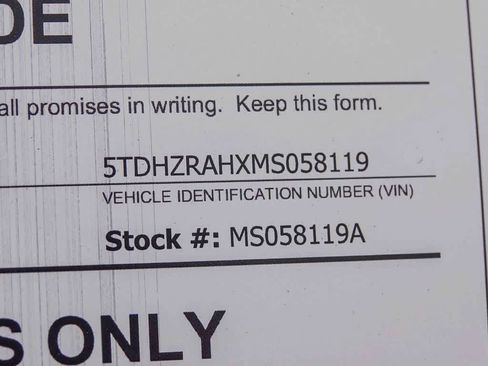 DE
all promises in writing. Keep this form.
5TDHZRAHXMS058119
VEHICLE IDENTIFICATION NUMBER (VIN)
Stock #: MS058119A
S ONLY